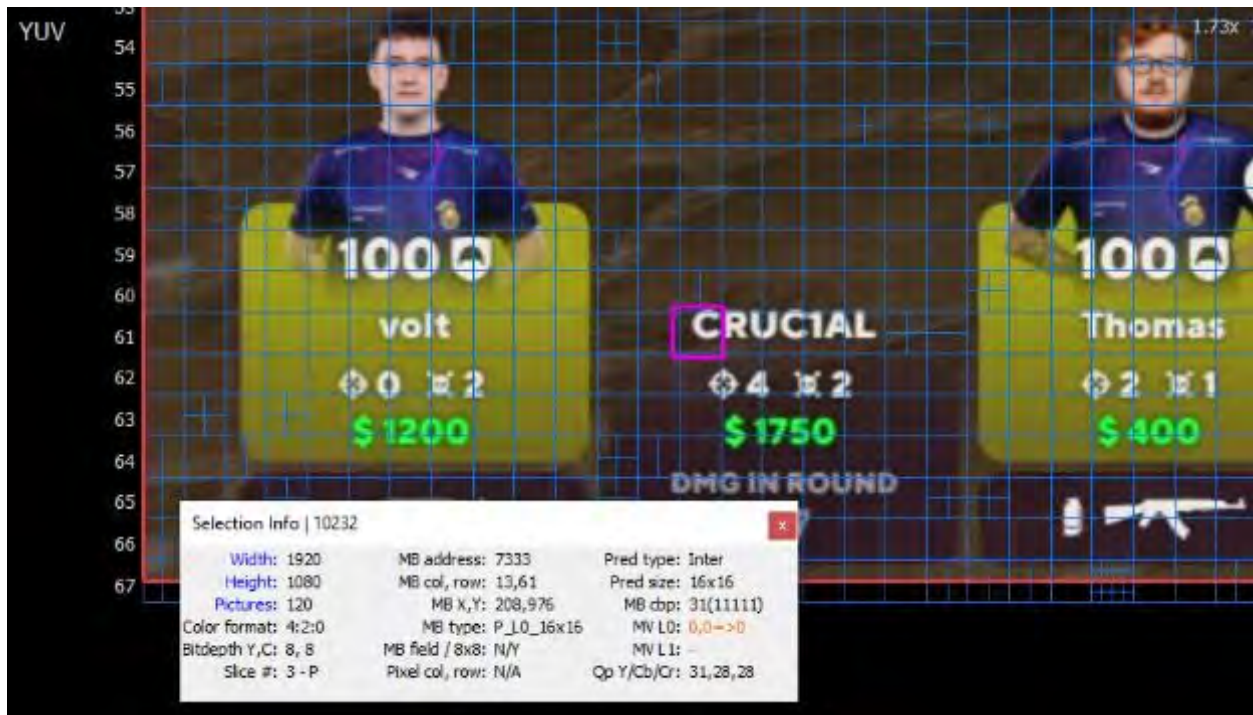 YUV
1.73x
53
54
55
56
57
58
59
60
61
62
63
64
65
66
67
100
100
volt
CRUC1AL
Thomas
0 2
4 2
2 1
$ 1200
$ 1750
$ 400
DMG IN ROUND
Selection Info | 10232
x
Width: 1920 MB address: 7333 Pred type: Inter
Height: 1080 MB col, row: 13,61 Pred size: 16x16
Pictures: 120 MB X,Y: 208,976 MB cbp: 31(11111)
Color format: 4:2:0 MB type: P_L0_16x16 MV L0: 0,0=>0
Bitdepth Y,C: 8, 8 MB field / 8x8: N/Y MV L1: -
Slice #: 3 - P Pixel col, row: N/A Qp Y/Cb/Cr: 31,28,28